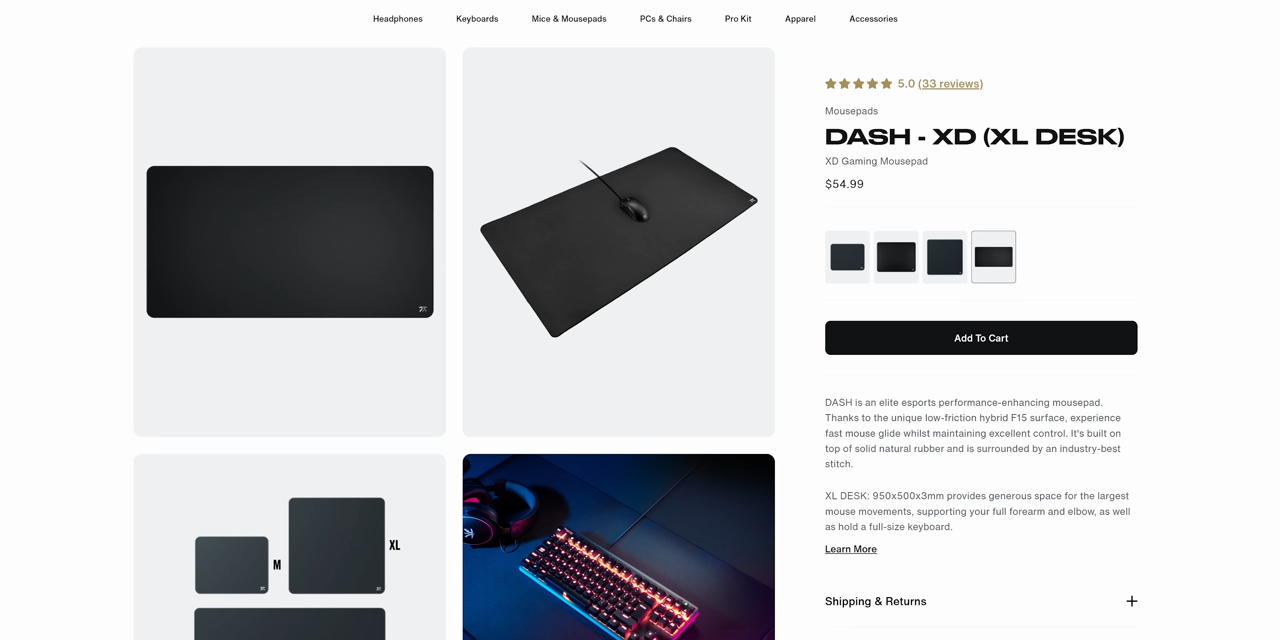 Headphones
Keyboards
Mice & Mousepads
PCs & Chairs
Pro Kit
Apparel
Accessories
5.0 (33 reviews)
Mousepads
DASH - XD (XL DESK)
XD Gaming Mousepad
$54.99
Add To Cart
DASH is an elite esports performance-enhancing mousepad.
Thanks to the unique low-friction hybrid F15 surface, experience
fast mouse glide whilst maintaining excellent control. It's built on
top of solid natural rubber and is surrounded by an industry-best
stitch.
XL DESK: 950x500x3mm provides generous space for the largest
mouse movements, supporting your full forearm and elbow, as well
as hold a full-size keyboard.
Learn More
Shipping & Returns
M
XL